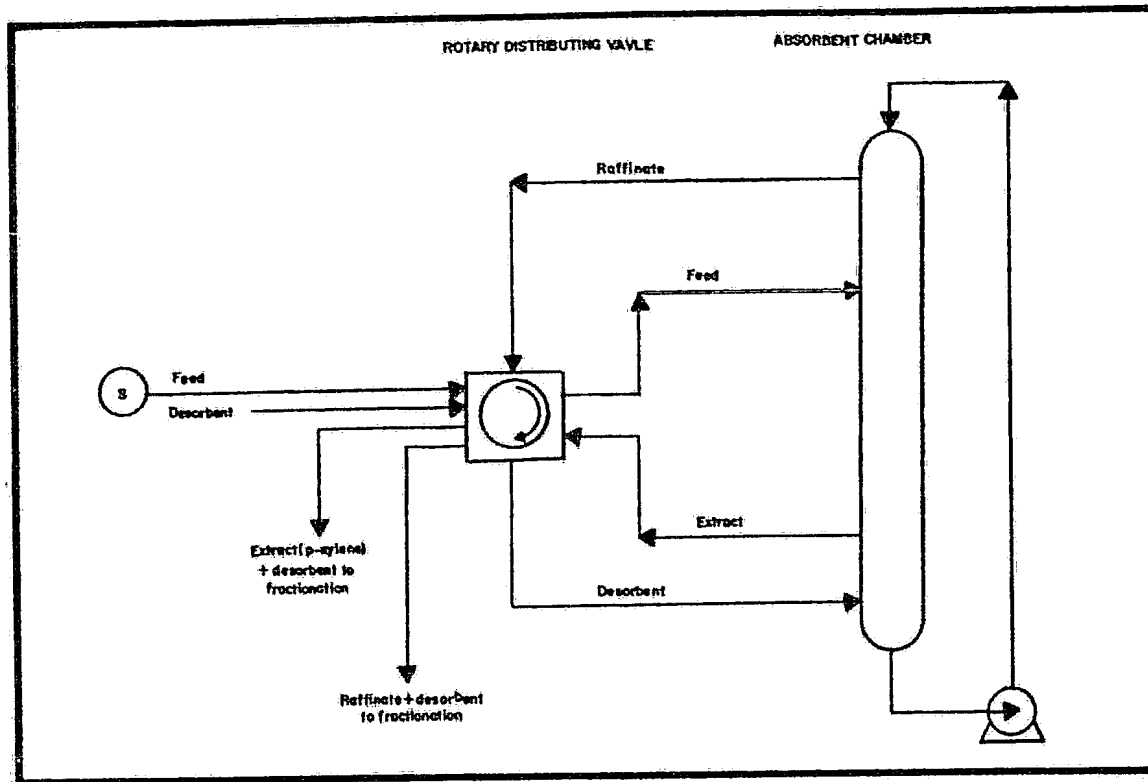 ROTARY DISTRIBUTING VAVLE
ABSORBENT CHAMBER
Raffinate
Feed
Feed
S
Desorbent
Extract
Extract(p-xylene)
+ desorbent to
fractionation
Desorbent
Raffinate+desorbent
to fractionation